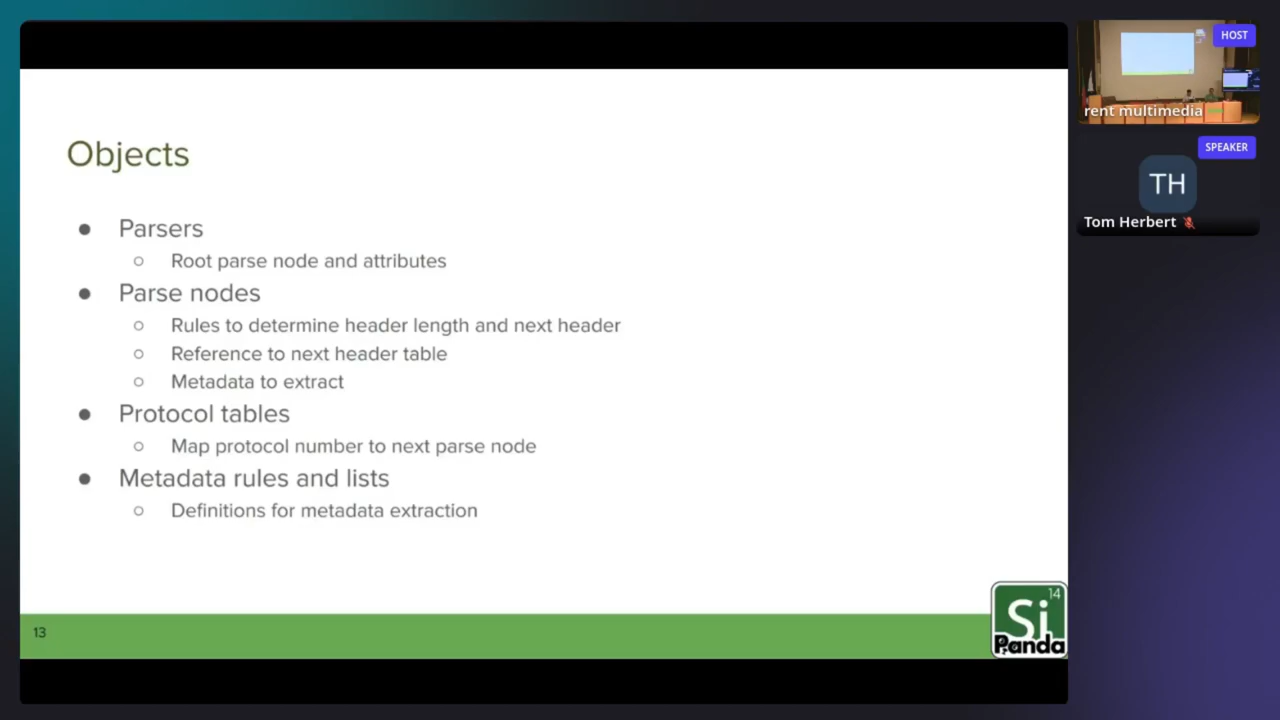 Objects
● Parsers
○ Root parse node and attributes
● Parse nodes
○ Rules to determine header length and next header
○ Reference to next header table
○ Metadata to extract
● Protocol tables
○ Map protocol number to next parse node
● Metadata rules and lists
○ Definitions for metadata extraction
13
14
Si
Panda
HOST
rent multimedia
SPEAKER
TH
Tom Herbert